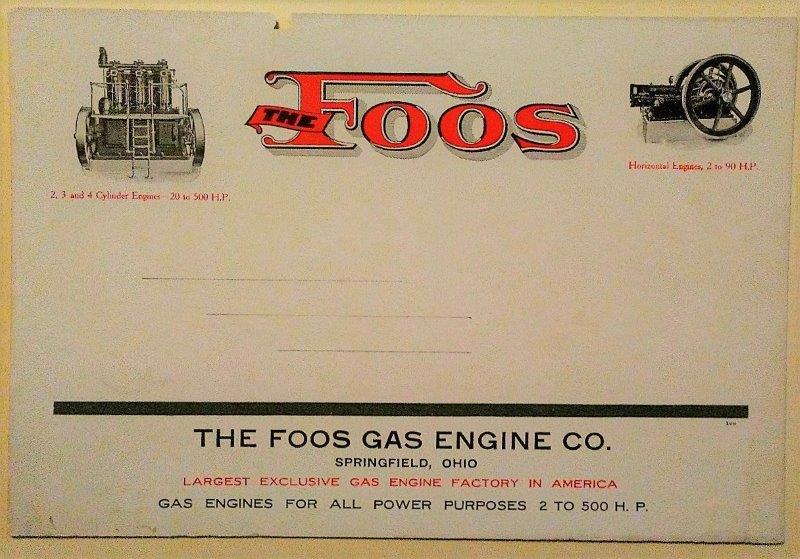 THE Foos
2, 3 and 4 Cylinder Engines—20 to 500 H.P.
Horizontal Engines, 2 to 90 H.P.
THE FOOS GAS ENGINE CO.
SPRINGFIELD, OHIO
LARGEST EXCLUSIVE GAS ENGINE FACTORY IN AMERICA
GAS ENGINES FOR ALL POWER PURPOSES 2 TO 500 H. P.